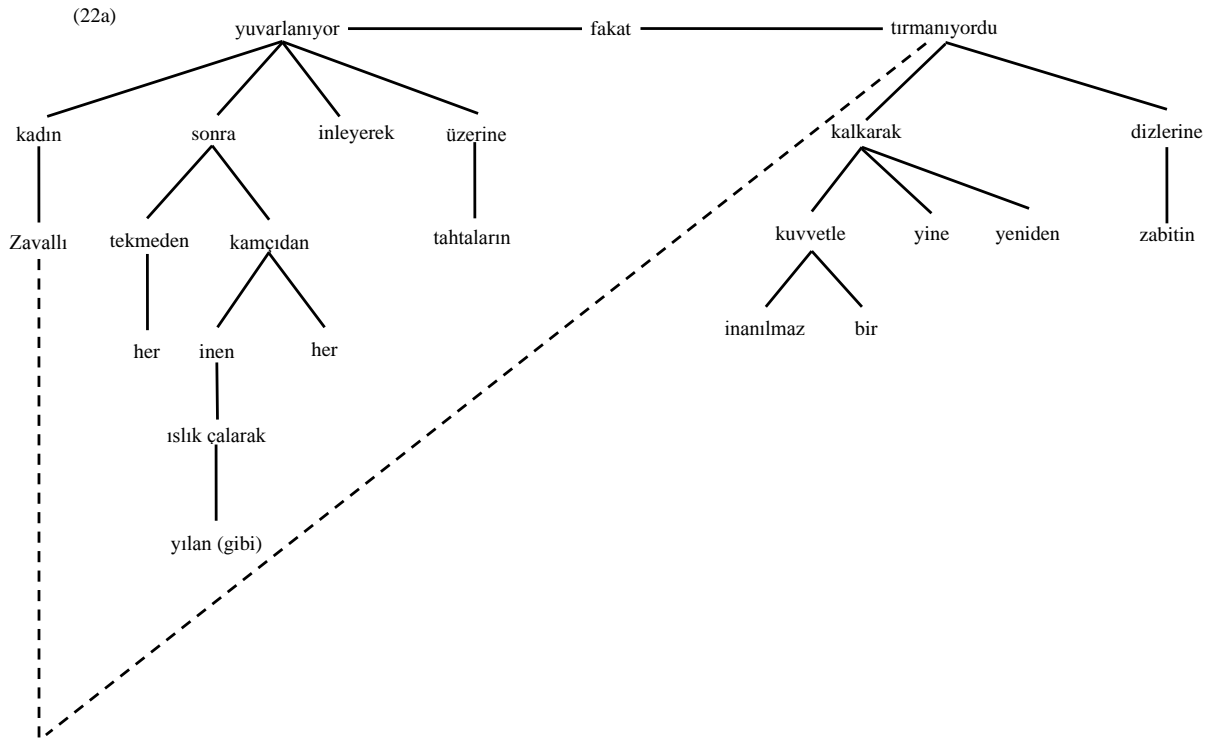 (22a)
yuvarlanıyor fakat tırmanıyordu
kadın sonra inleyerek üzerine kalkarak dizlerine
Zavallı tekmeden kamçıdan tahtaların kuvvetle yine yeniden zabitin
her inen her inanılmaz bir
ıslık çalarak
yılan (gibi)